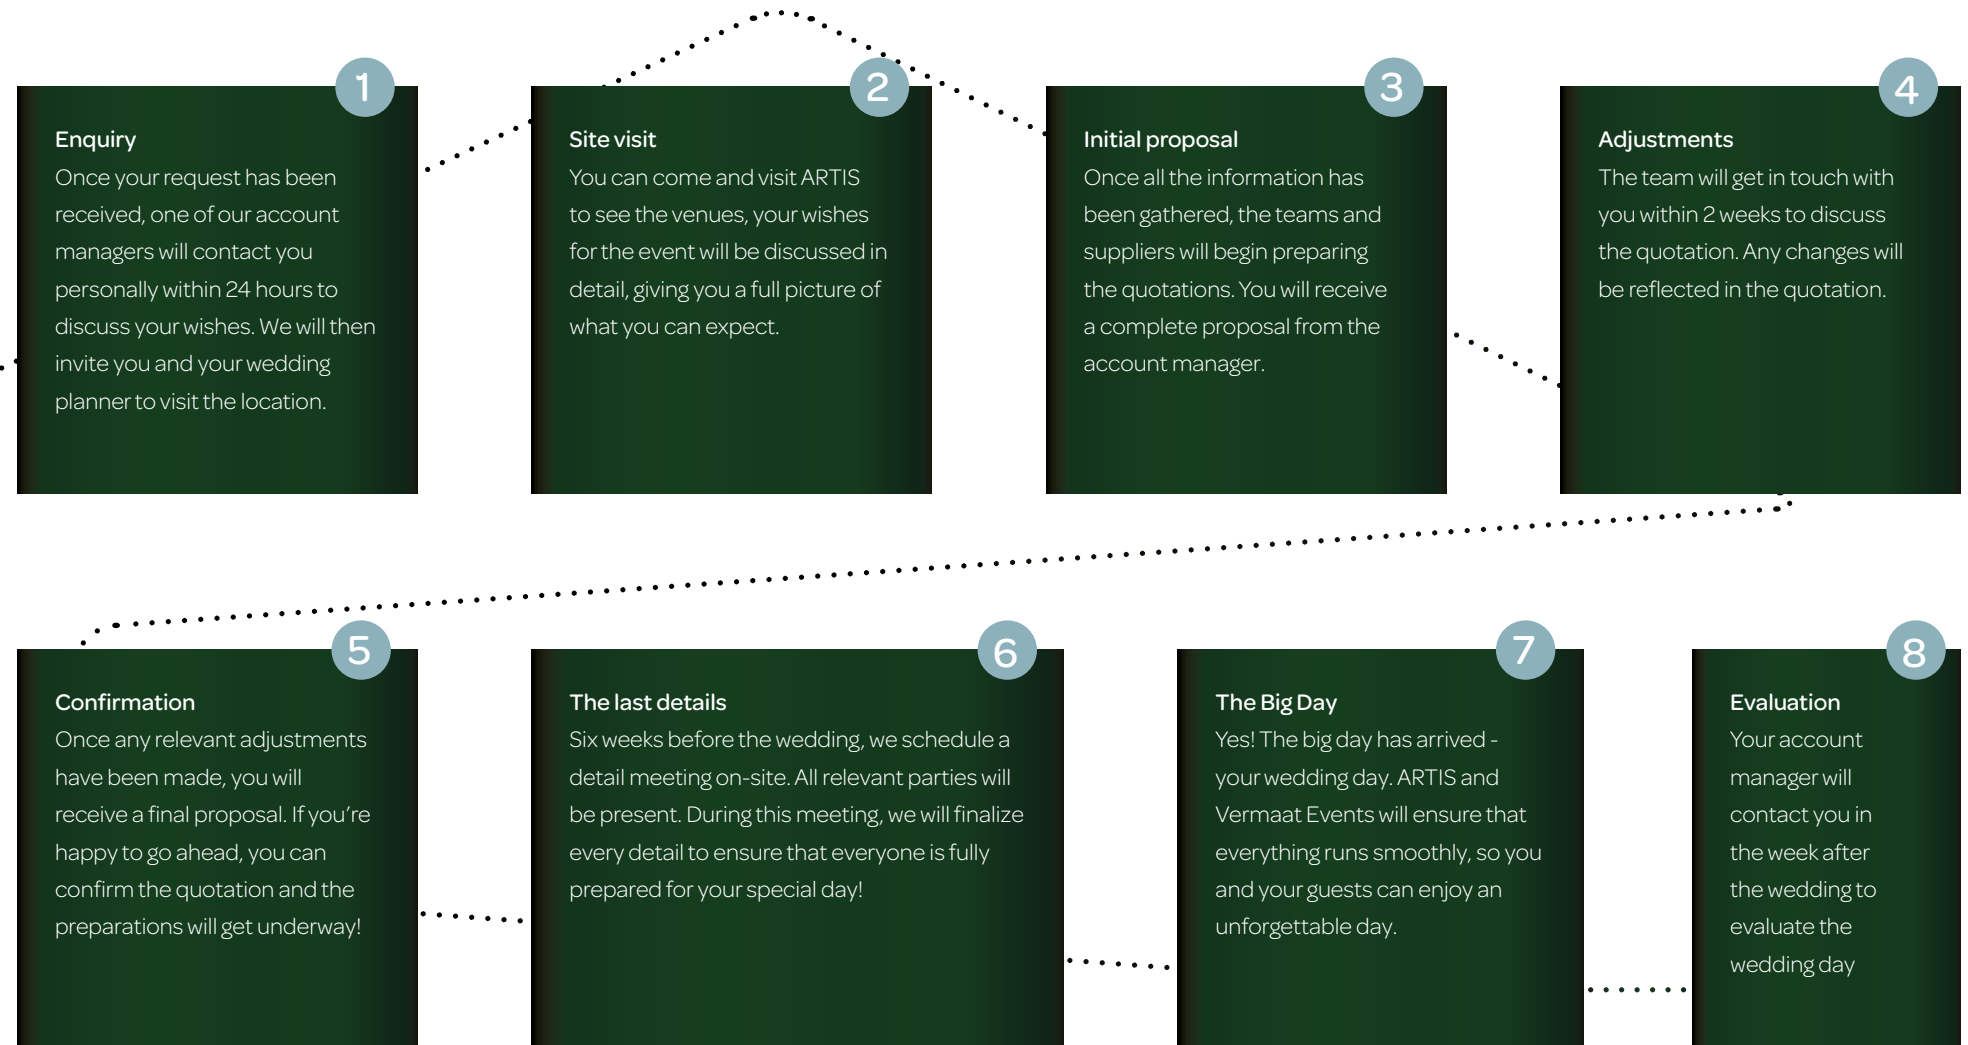 1
Enquiry
Once your request has been
received, one of our account
managers will contact you
personally within 24 hours to
discuss your wishes. We will then
invite you and your wedding
planner to visit the location.
2
Site visit
You can come and visit ARTIS
to see the venues, your wishes
for the event will be discussed in
detail, giving you a full picture of
what you can expect.
3
Initial proposal
Once all the information has
been gathered, the teams and
suppliers will begin preparing
the quotations. You will receive
a complete proposal from the
account manager.
4
Adjustments
The team will get in touch with
you within 2 weeks to discuss
the quotation. Any changes will
be reflected in the quotation.
5
Confirmation
Once any relevant adjustments
have been made, you will
receive a final proposal. If you’re
happy to go ahead, you can
confirm the quotation and the
preparations will get underway!
6
The last details
Six weeks before the wedding, we schedule a
detail meeting on-site. All relevant parties will
be present. During this meeting, we will finalize
every detail to ensure that everyone is fully
prepared for your special day!
7
The Big Day
Yes! The big day has arrived -
your wedding day. ARTIS and
Vermaat Events will ensure that
everything runs smoothly, so you
and your guests can enjoy an
unforgettable day.
8
Evaluation
Your account
manager will
contact you in
the week after
the wedding to
evaluate the
wedding day